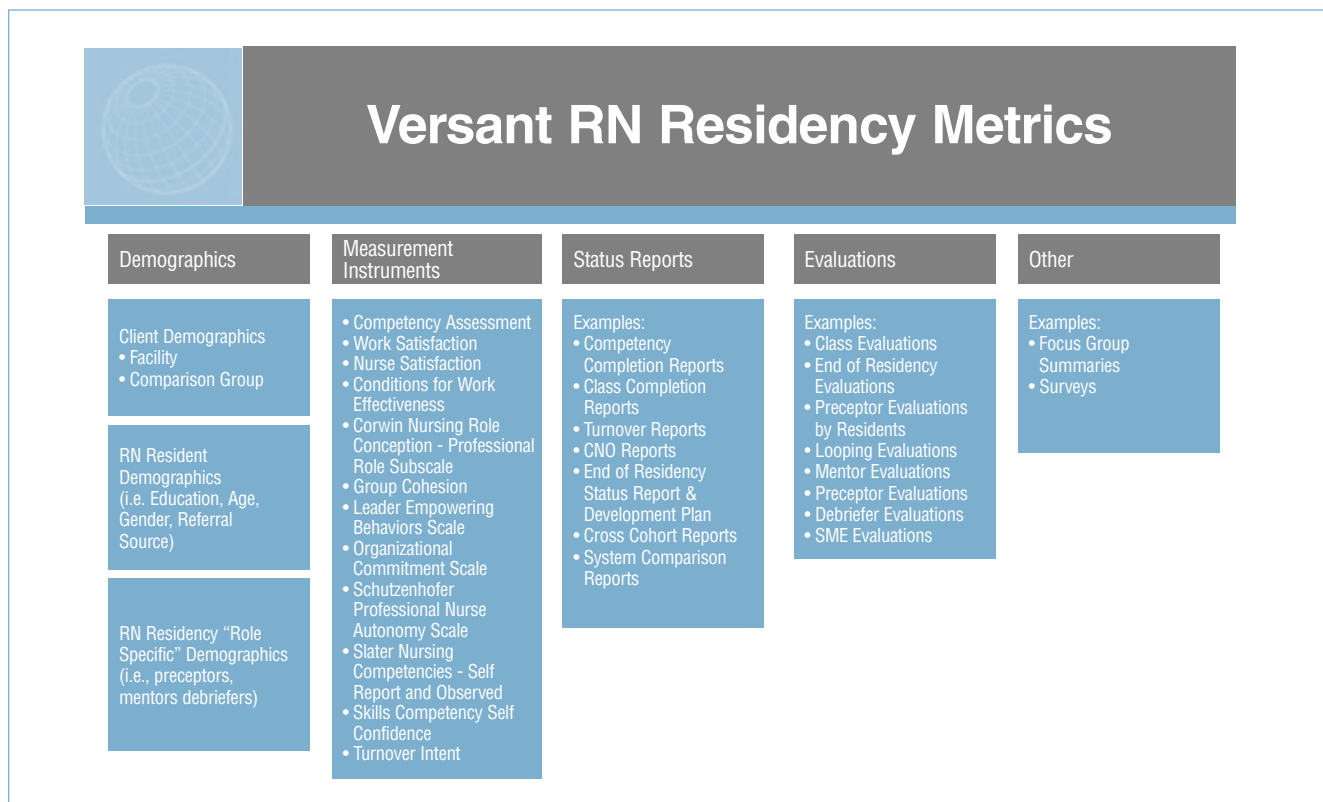 Versant RN Residency Metrics
Demographics
Client Demographics
• Facility
• Comparison Group
RN Resident
Demographics
(i.e. Education, Age,
Gender, Referral
Source)
RN Residency “Role
Specific” Demographics
(i.e., preceptors,
mentors debriefers)
Measurement
Instruments
• Competency Assessment
• Work Satisfaction
• Nurse Satisfaction
• Conditions for Work
Effectiveness
• Corwin Nursing Role
Conception - Professional
Role Subscale
• Group Cohesion
• Leader Empowering
Behaviors Scale
• Organizational
Commitment Scale
• Schutzenhofer
Professional Nurse
Autonomy Scale
• Slater Nursing
Competencies - Self
Report and Observed
• Skills Competency Self
Confidence
• Turnover Intent
Status Reports
Examples:
• Competency
Completion Reports
• Class Completion
Reports
• Turnover Reports
• CNO Reports
• End of Residency
Status Report &
Development Plan
• Cross Cohort Reports
• System Comparison
Reports
Evaluations
Examples:
• Class Evaluations
• End of Residency
Evaluations
• Preceptor Evaluations
by Residents
• Looping Evaluations
• Mentor Evaluations
• Preceptor Evaluations
• Debriefer Evaluations
• SME Evaluations
Other
Examples:
• Focus Group
Summaries
• Surveys